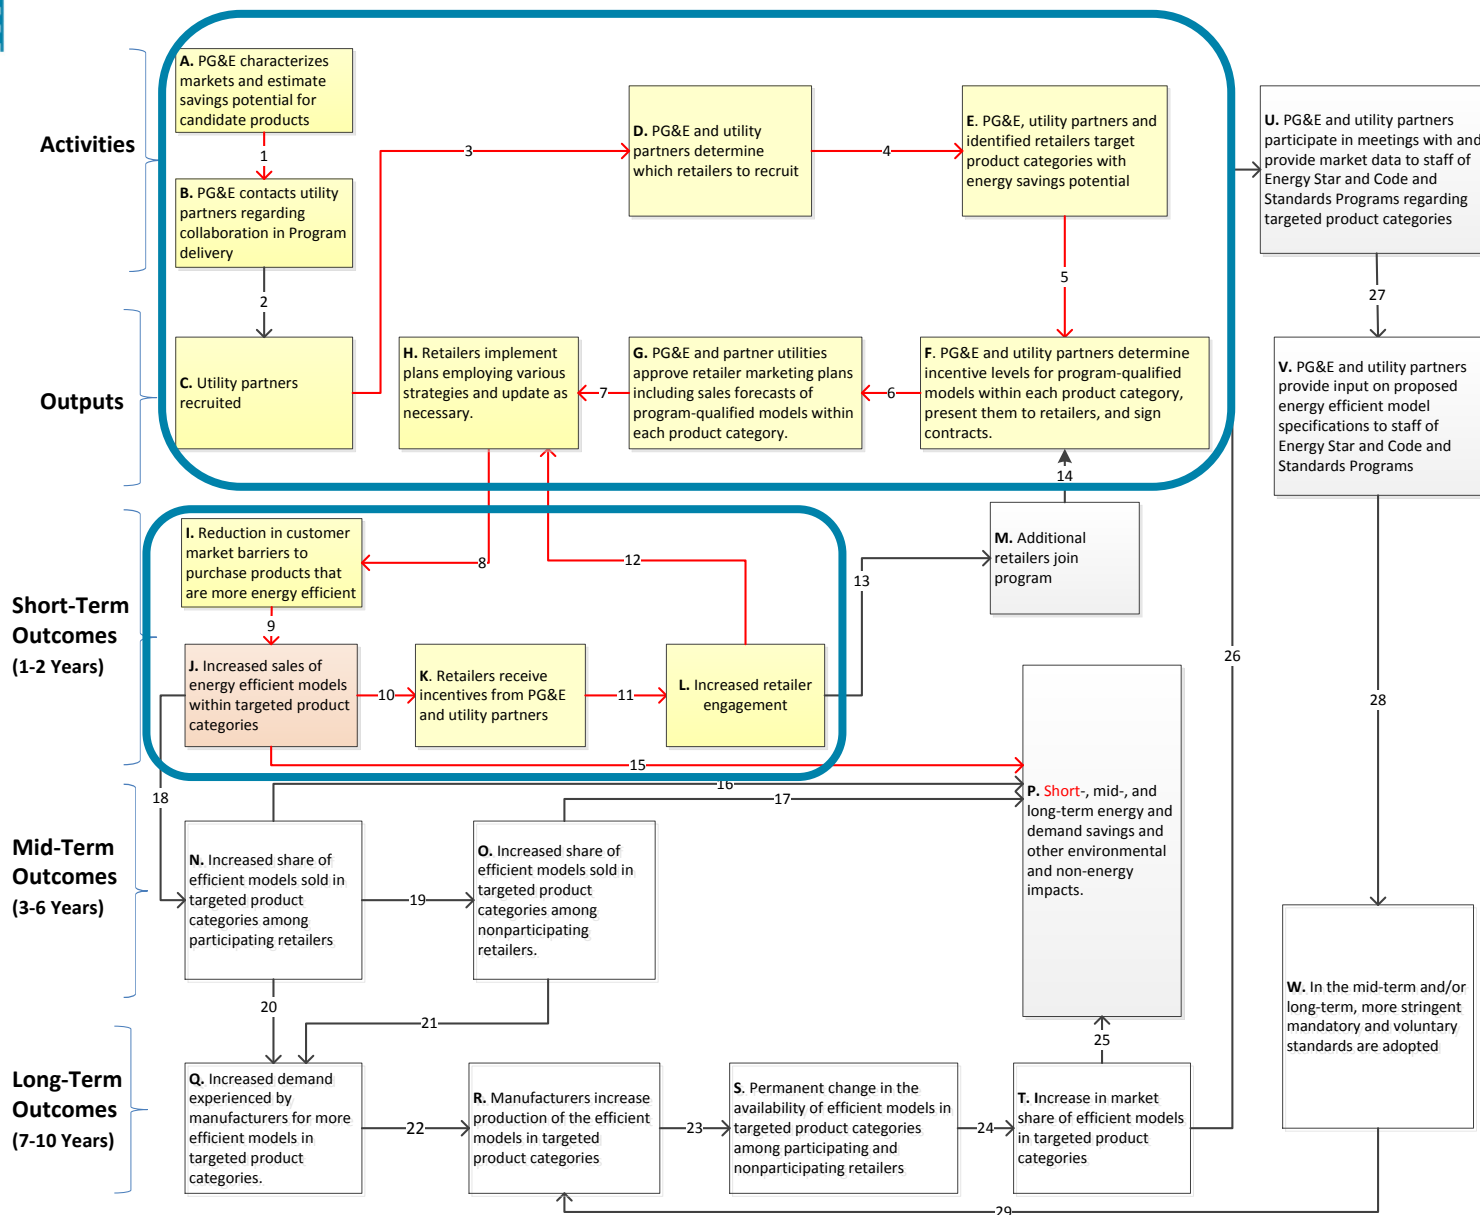 Activities
A. PG&E characterizes
markets and estimate
savings potential for
candidate products
1
B. PG&E contacts utility
partners regarding
collaboration in Program
delivery
2
3
D. PG&E and utility
partners determine
which retailers to recruit
4
E. PG&E, utility partners and
identified retailers target
product categories with
energy savings potential
5
U. PG&E and utility partners
participate in meetings with and
provide market data to staff of
Energy Star and Code and
Standards Programs regarding
targeted product categories
27
Outputs
C. Utility partners
recruited
H. Retailers implement
plans employing various
strategies and update as
necessary.
7
G. PG&E and partner utilities
approve retailer marketing plans
including sales forecasts of
program-qualified models within
each product category.
6
F. PG&E and utility partners determine
incentive levels for program-qualified
models within each product category,
present them to retailers, and sign
contracts.
14
V. PG&E and utility partners
provide input on proposed
energy efficient model
specifications to staff of
Energy Star and Code and
Standards Programs
Short-Term
Outcomes
(1-2 Years)
I. Reduction in customer
market barriers to
purchase products that
are more energy efficient
8
12
13
M. Additional
retailers join
program
9
J. Increased sales of
energy efficient models
within targeted product
categories
10
K. Retailers receive
incentives from PG&E
and utility partners
11
L. Increased retailer
engagement
26
28
15
16
17
18
Mid-Term
Outcomes
(3-6 Years)
N. Increased share of
efficient models sold in
targeted product
categories among
participating retailers
19
O. Increased share of
efficient models sold in
targeted product
categories among
nonparticipating
retailers.
P. Short-, mid-, and
long-term energy and
demand savings and
other environmental
and non-energy
impacts.
W. In the mid-term and/or
long-term, more stringent
mandatory and voluntary
standards are adopted
20
21
25
Long-Term
Outcomes
(7-10 Years)
Q. Increased demand
experienced by
manufacturers for more
efficient models in
targeted product
categories.
22
R. Manufacturers increase
production of the efficient
models in targeted
product categories
23
S. Permanent change in the
availability of efficient models in
targeted product categories
among participating and
nonparticipating retailers
24
T. Increase in market
share of efficient models
in targeted product
categories
29